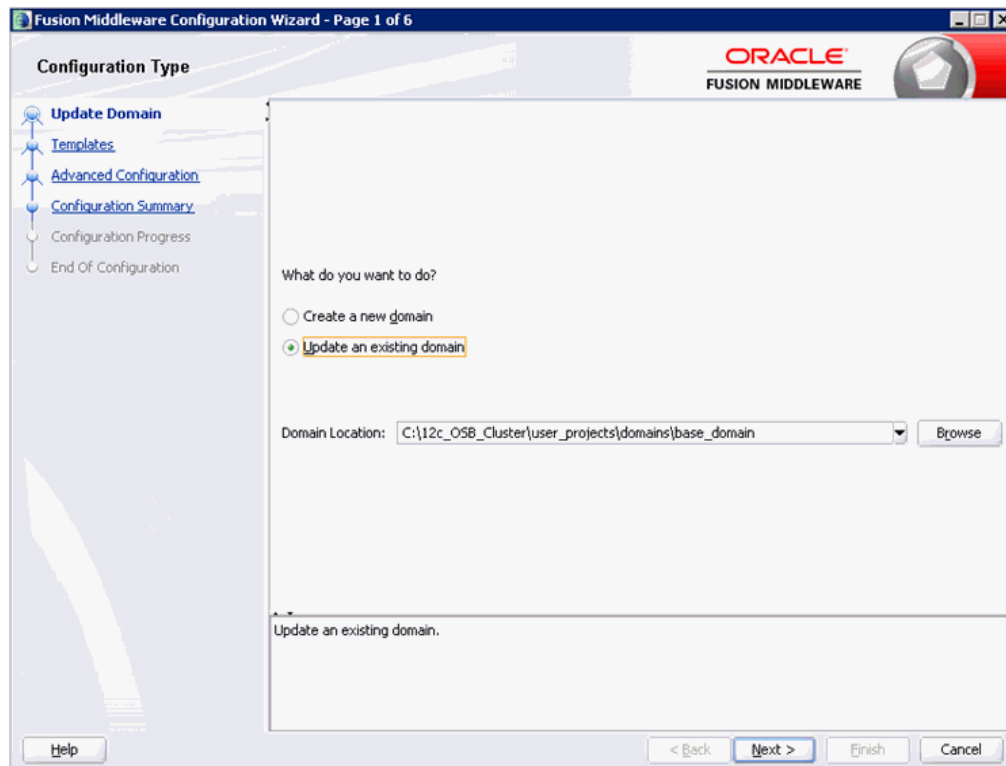 Fusion Middleware Configuration Wizard - Page 1 of 6
Configuration Type
ORACLE
FUSION MIDDLEWARE
Update Domain
Templates
Advanced Configuration
Configuration Summary
Configuration Progress
End Of Configuration
What do you want to do?
Create a new domain
Update an existing domain
Domain Location: C:\12c_OSB_Cluster\user_projects\domains\base_domain Browse
Update an existing domain.
Help < Back Next > Finish Cancel